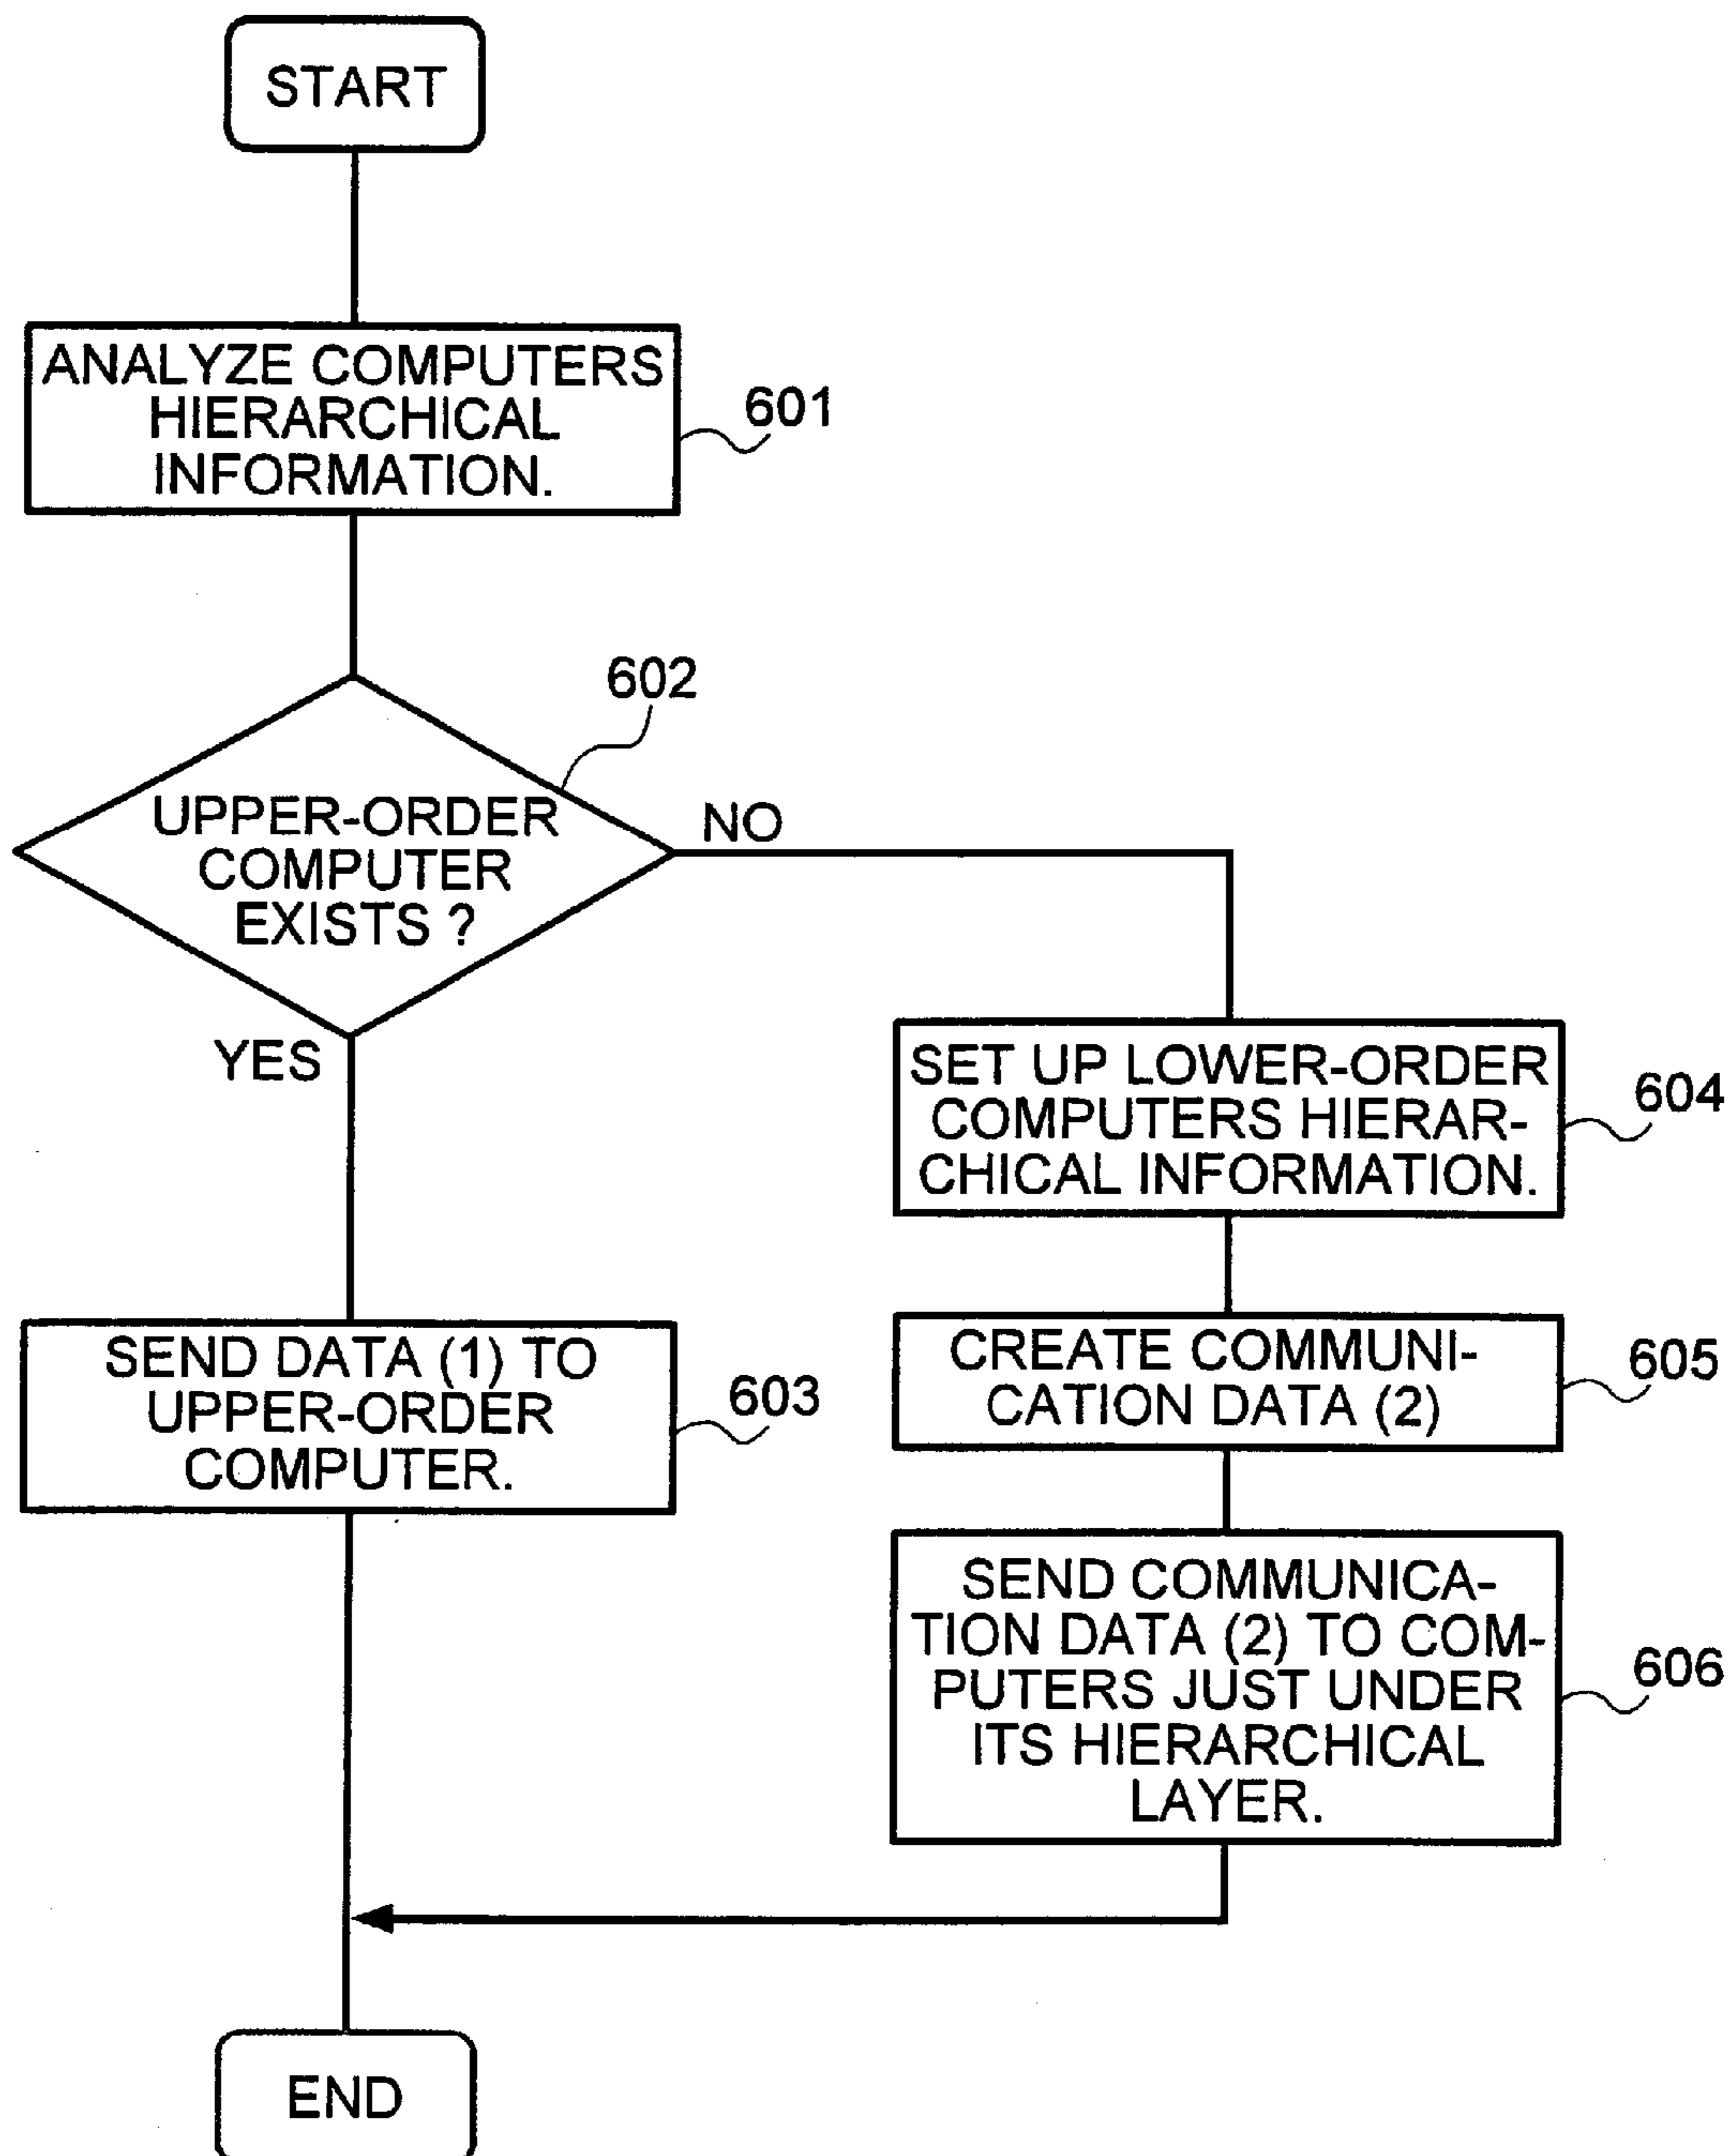 START
ANALYZE COMPUTERS
HIERARCHICAL
INFORMATION.
601
602
UPPER-ORDER
COMPUTER
EXISTS ?
NO
YES
SEND DATA (1) TO
UPPER-ORDER
COMPUTER.
603
SET UP LOWER-ORDER
COMPUTERS HIERAR-
CHICAL INFORMATION.
604
CREATE COMMUNI-
CATION DATA (2)
605
SEND COMMUNICA-
TION DATA (2) TO COM-
PUTERS JUST UNDER
ITS HIERARCHICAL
LAYER.
606
END